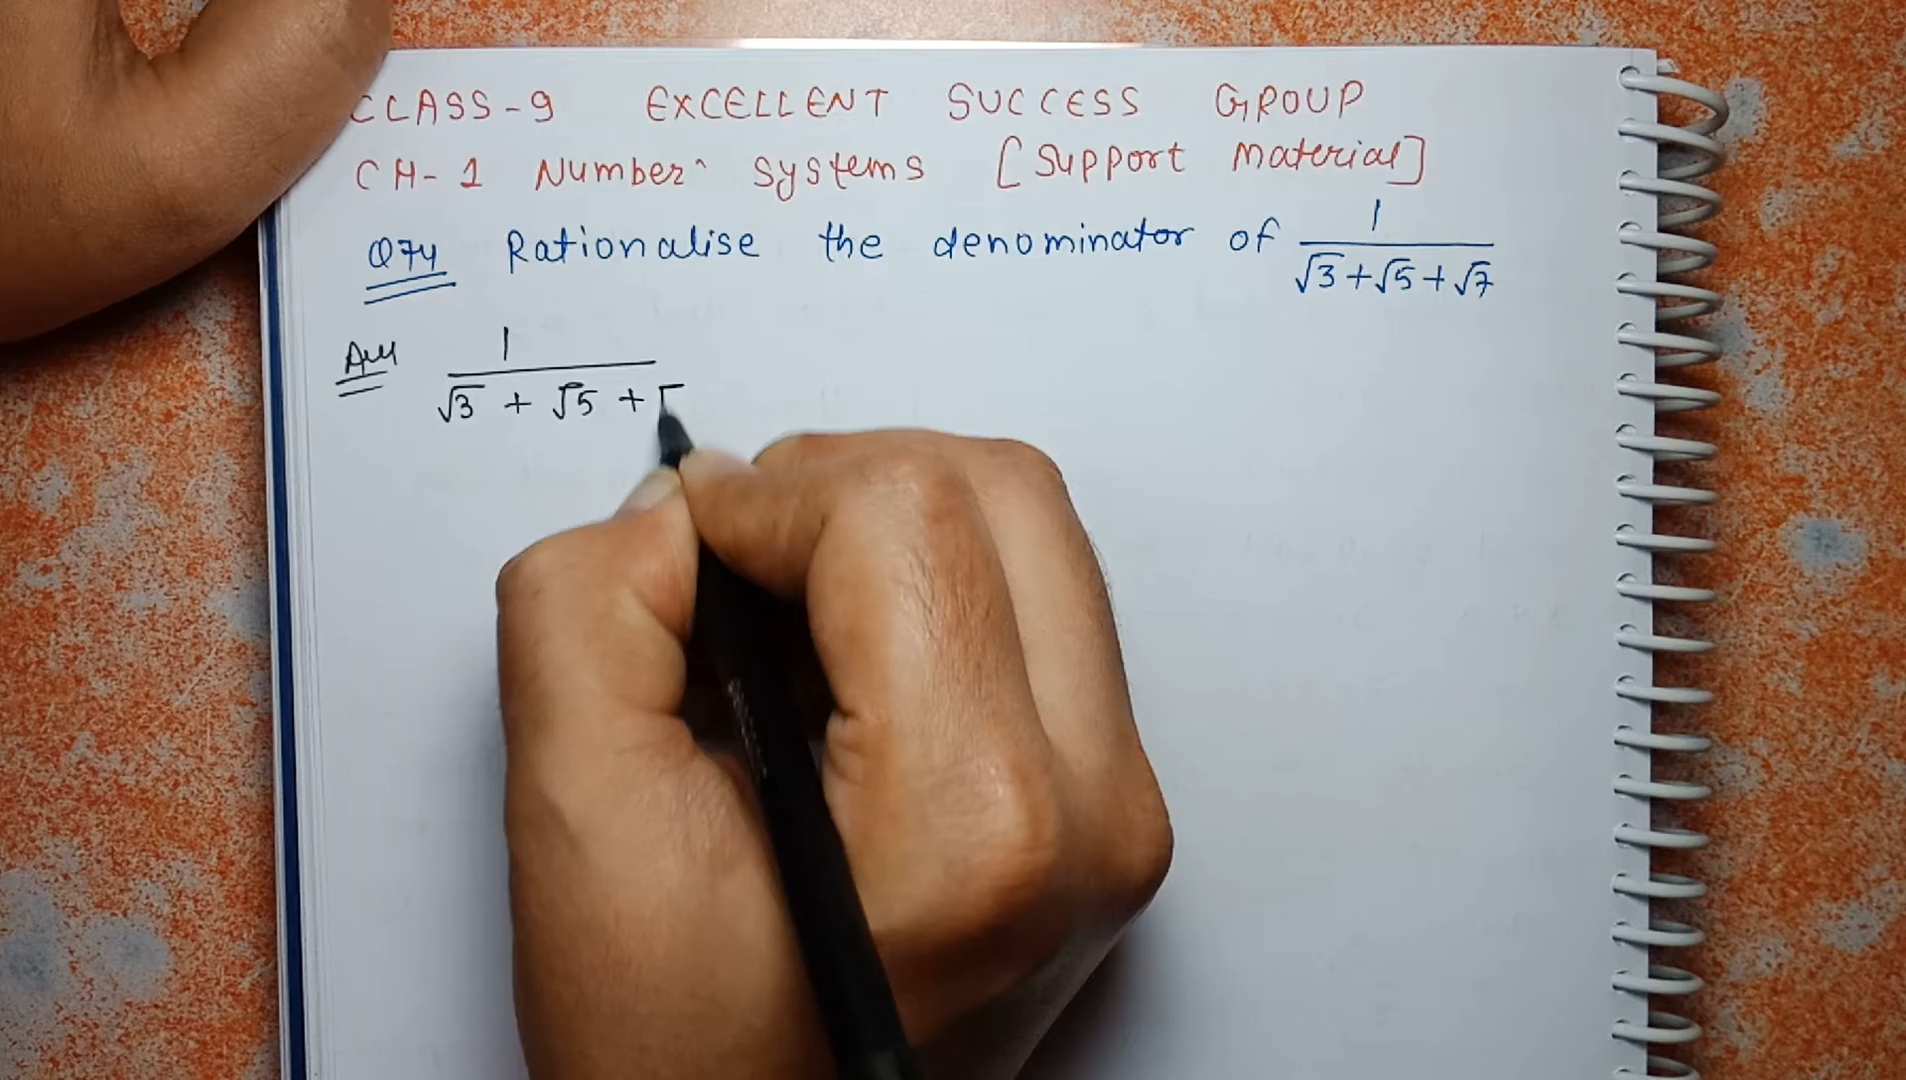 CLASS-9 EXCELLENT SUCCESS GROUP
CH-1 Number Systems [Support Material]
Q74 Rationalise the denominator of 1/(√3+√5+√7)
Ans 1/(√3 + √5 + √